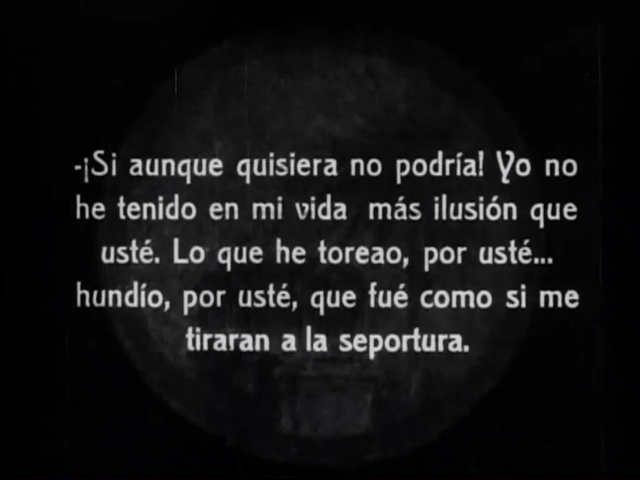 -¡Si aunque quisiera no podría! Yo no
he tenido en mi vida más ilusión que
usté. Lo que he toreao, por usté...
hundío, por usté, que fué como si me
tiraran a la seportura.